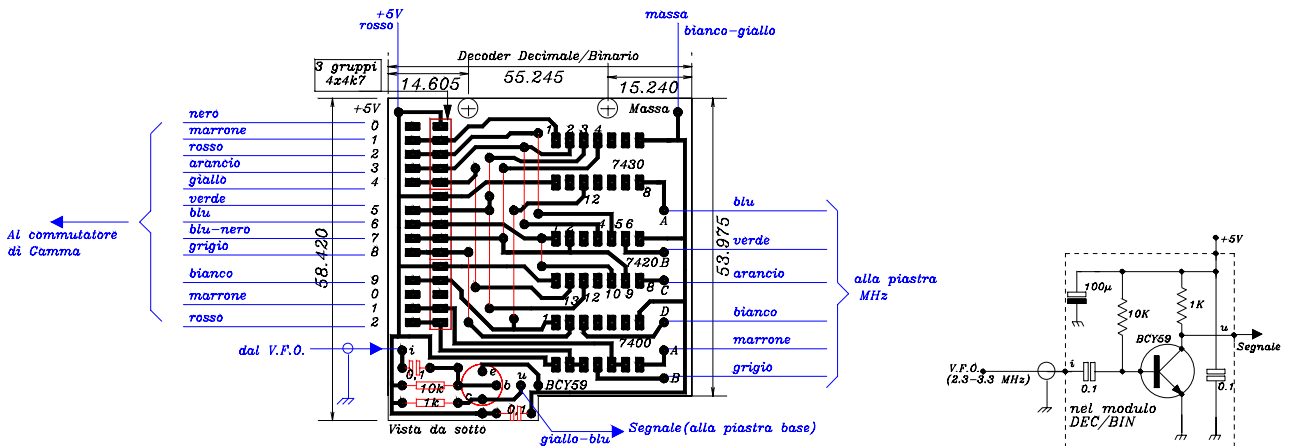 +5V
rosso
massa
bianco-giallo
Decoder Decimale/Binario
3 gruppi
4x4k7
14.605
55.245
15.240
+5V
Massa
nero
0
marrone
1
rosso
2
arancio
3
giallo
4
verde
5
blu
6
blu-nero
7
grigio
8
bianco
9
marrone
0
1
rosso
2
Al commutatore
di Gamma
58.420
53.975
1 2 3 4
7430
12
8
A
1 2 4 5 6
7420
B
13 12 10 9
8
C
1
D
7400
A
B
blu
verde
arancio
bianco
marrone
grigio
alla piastra
MHz
dal V.F.O.
i
0,1
10k
1k
e
b
c
u
BCY59
0,1
Vista da sotto
giallo-blu
Segnale(alla piastra base)
+5V
100µ
10K
1K
BCY59
u
Segnale
V.F.O.
(2.3-3.3 MHz)
i
0.1
0.1
nel modulo
DEC/BIN